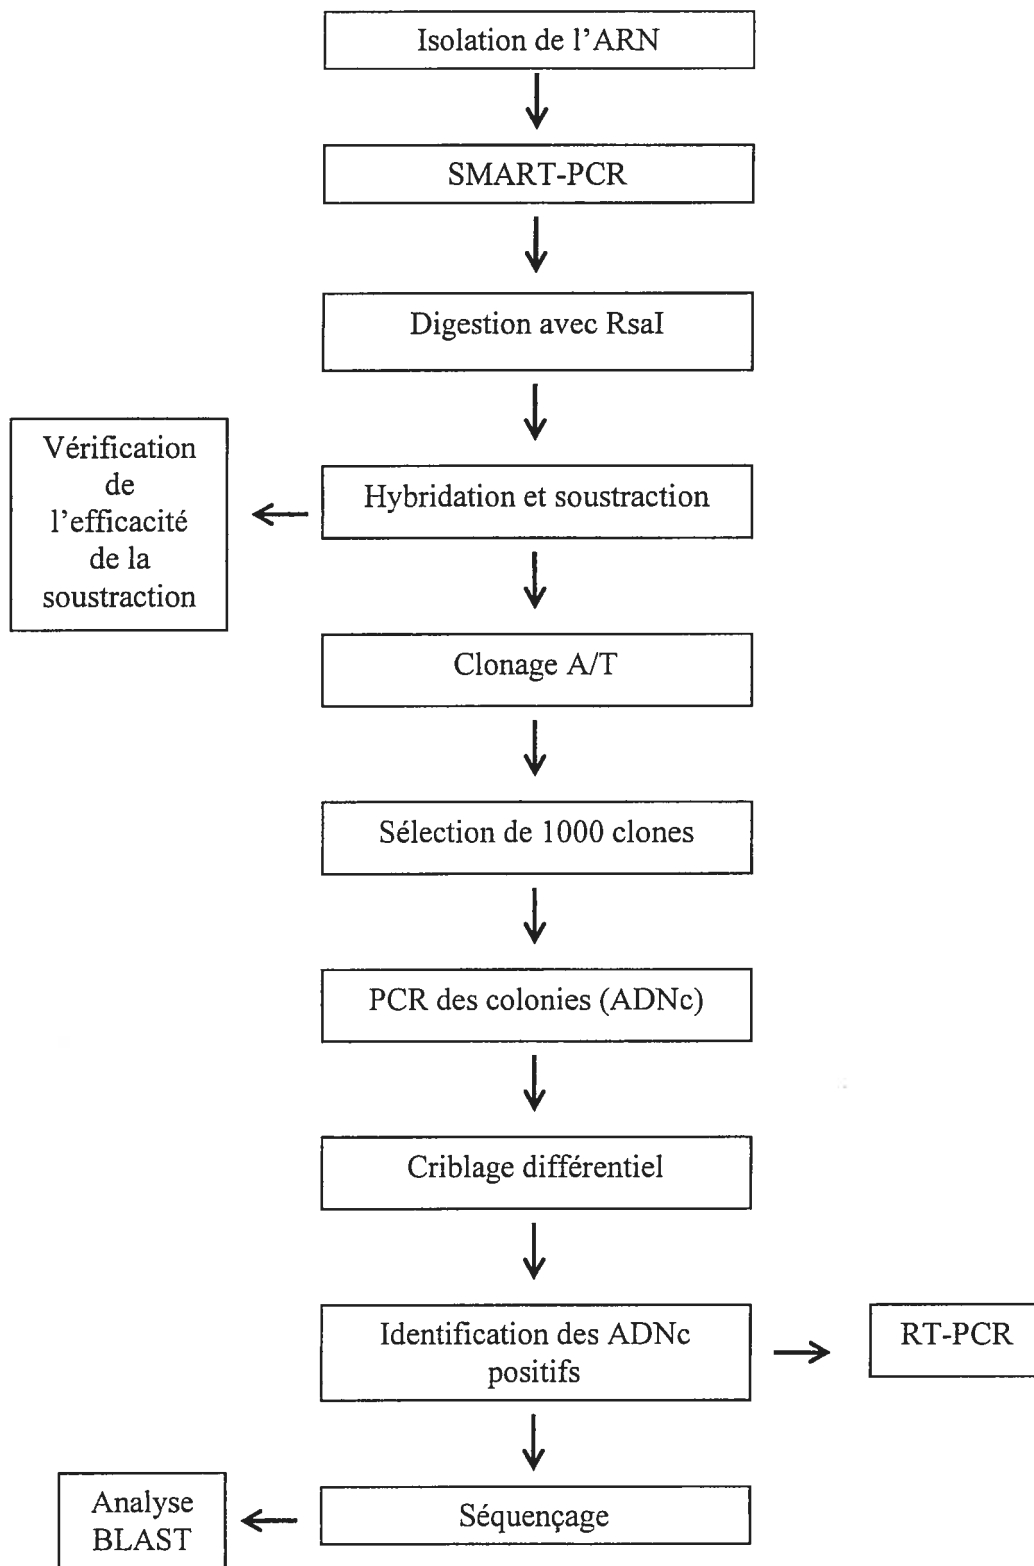 Isolation de l'ARN
SMART-PCR
Digestion avec RsaI
Hybridation et soustraction
Vérification
de
l'efficacité
de la
soustraction
Clonage A/T
Sélection de 1000 clones
PCR des colonies (ADNc)
Criblage différentiel
Identification des ADNc
positifs
RT-PCR
Séquençage
Analyse
BLAST